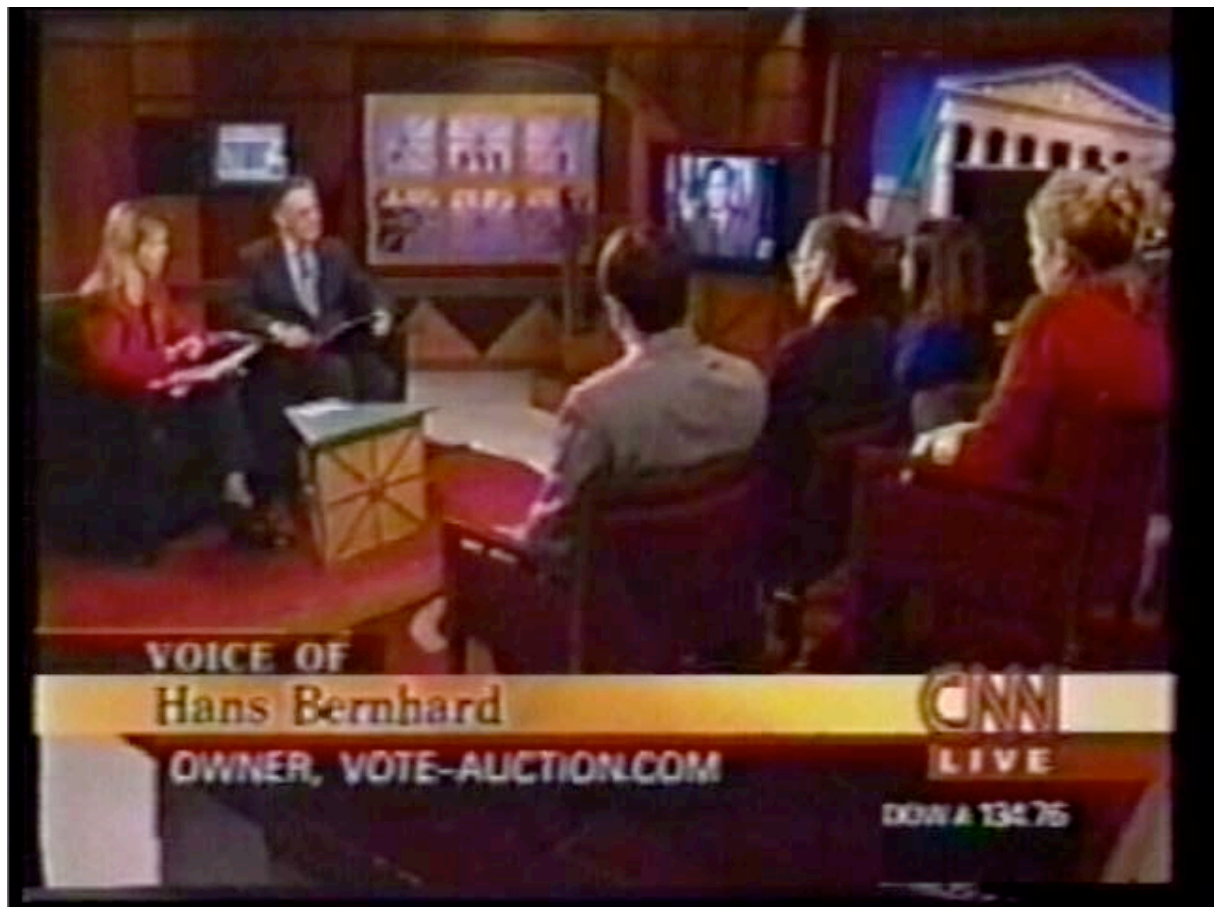 VOICE OF
Hans Bernhard
OWNER, VOTE-AUCTION.COM
CNN
LIVE
DOW ▲ 134.76